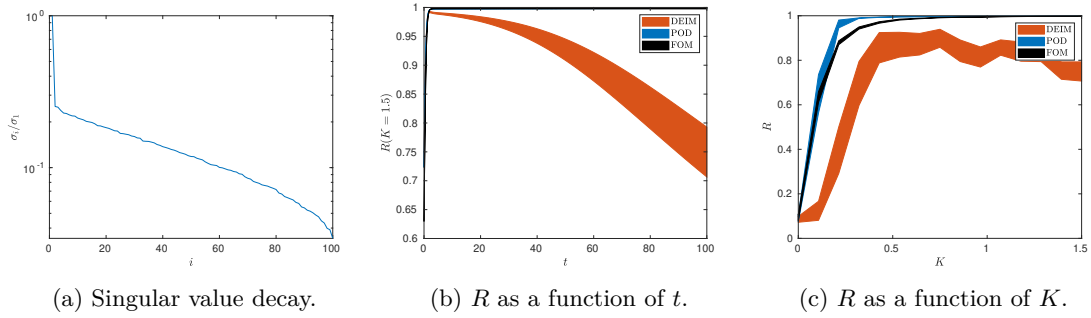 10^0
10^{-1}
σ_i/σ_1
0 20 40 60 80 100
i
1
0.95
0.9
0.85
0.8
0.75
0.7
0.65
0.6
R(K = 1.5)
DEIM
POD
FOM
0 20 40 60 80 100
t
1
0.8
0.6
0.4
0.2
0
R
DEIM
POD
FOM
0 0.5 1 1.5
K
(a) Singular value decay.
(b) R as a function of t.
(c) R as a function of K.